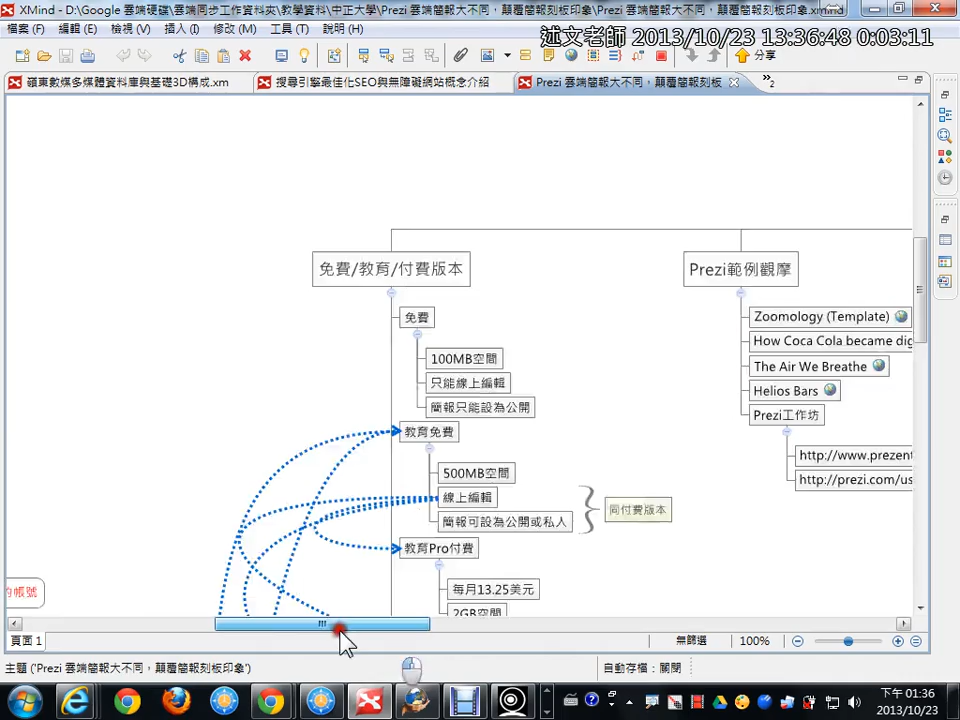 XMind - D:\Google 雲端硬碟\雲端同步工作資料夾\教學資料\中正大學\Prezi 雲端簡報大不同，顛覆簡報刻板印象\Prezi 雲端簡報大不同，顛覆簡報刻板印象.xmind
檔案(F) 編輯(E) 檢視(V) 插入(I) 修改(M) 工具(T) 說明(H)
述文老師 2013/10/23 13:36:48 0:03:11
分享
嶺東數媒多媒體資料庫與基礎3D構成.xm
搜尋引擎最佳化SEO與無障礙網站概念介紹
Prezi 雲端簡報大不同，顛覆簡報刻板
»2
免費/教育/付費版本
Prezi範例觀摩
免費
Zoomology (Template)
How Coca Cola became dig
100MB空間
The Air We Breathe
只能線上編輯
Helios Bars
簡報只能設為公開
Prezi工作坊
教育免費
http://www.prezent
500MB空間
http://prezi.com/us
線上編輯
同付費版本
簡報可設為公開或私人
教育Pro付費
的帳號
每月13.25美元
2GB空間
頁面 1
無篩選
100%
主題 ('Prezi 雲端簡報大不同，顛覆簡報刻板印象')
自動存檔：關閉
下午 01:36
2013/10/23